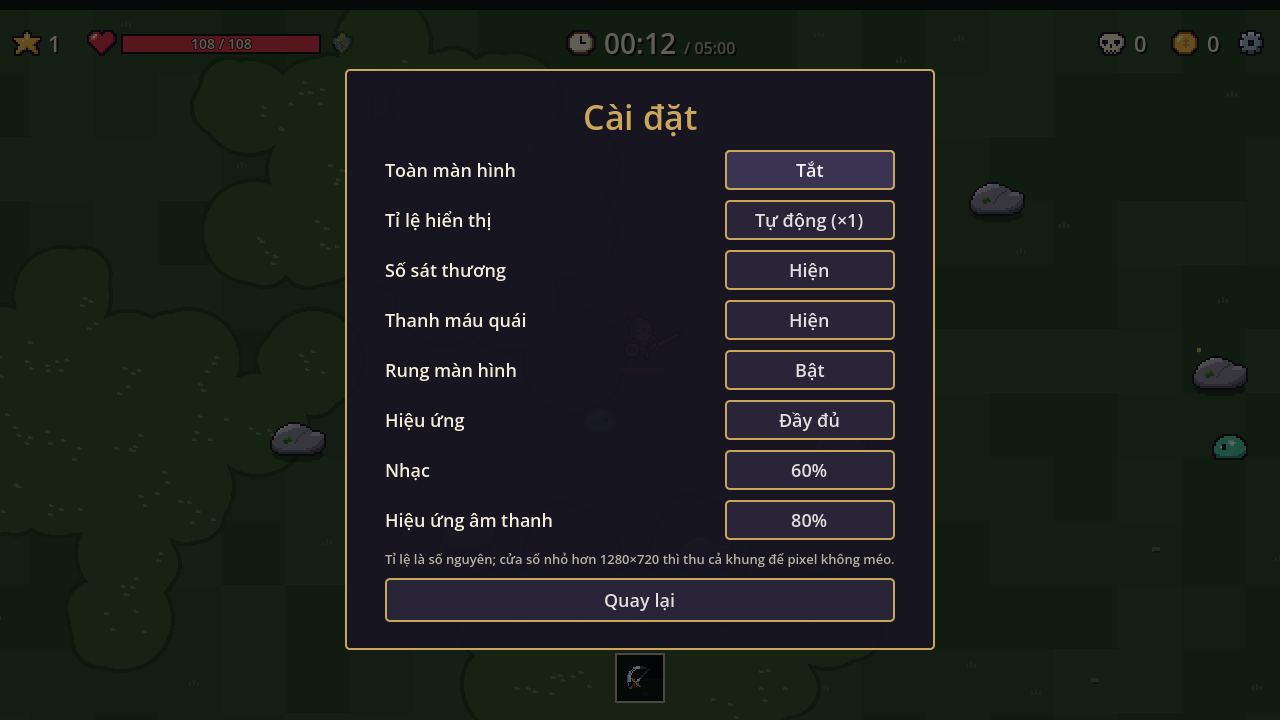 1
108 / 108
00:12 / 05:00
0
0
Cài đặt
Toàn màn hình
Tắt
Tỉ lệ hiển thị
Tự động (×1)
Số sát thương
Hiện
Thanh máu quái
Hiện
Rung màn hình
Bật
Hiệu ứng
Đầy đủ
Nhạc
60%
Hiệu ứng âm thanh
80%
Tỉ lệ là số nguyên; cửa sổ nhỏ hơn 1280×720 thì thu cả khung để pixel không méo.
Quay lại